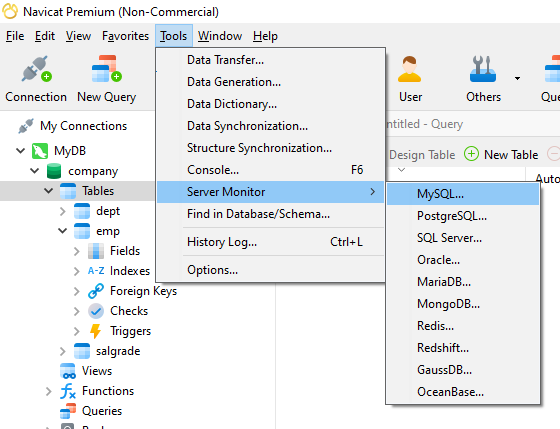 Navicat Premium (Non-Commercial)
File Edit View Favorites Tools Window Help
Connection New Query User Others
Data Transfer...
Data Generation...
Data Dictionary...
Data Synchronization...
Structure Synchronization...
Console... F6
Server Monitor
Find in Database/Schema...
History Log... Ctrl+L
Options...
My Connections
MyDB
company
Tables
dept
emp
Fields
A-Z Indexes
Foreign Keys
Checks
Triggers
salgrade
Views
fx Functions
Queries
ntitled - Query
Design Table New Table
Auto
MySQL...
PostgreSQL...
SQL Server...
Oracle...
MariaDB...
MongoDB...
Redis...
Redshift...
GaussDB...
OceanBase...